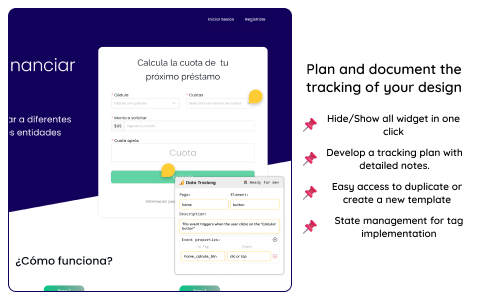 Iniciar Sesión Regístrate
nanciar
ar a diferentes
s entidades
Calcula la cuota de tu
próximo préstamo
* Cédula
* Cuotas
* Monto a solicitar
$US
* Cuota aprox.
Cuota
Data Tracking
Ready for dev
Page:
Element:
home
button
Description:
This event triggers when the user clicks on the "Calcular
button"
Event properties:
home_calcula_btn
clic or tap
¿Cómo funciona?
Plan and document the
tracking of your design
Hide/Show all widget in one
click
Develop a tracking plan with
detailed notes.
Easy access to duplicate or
create a new template
State management for tag
implementation